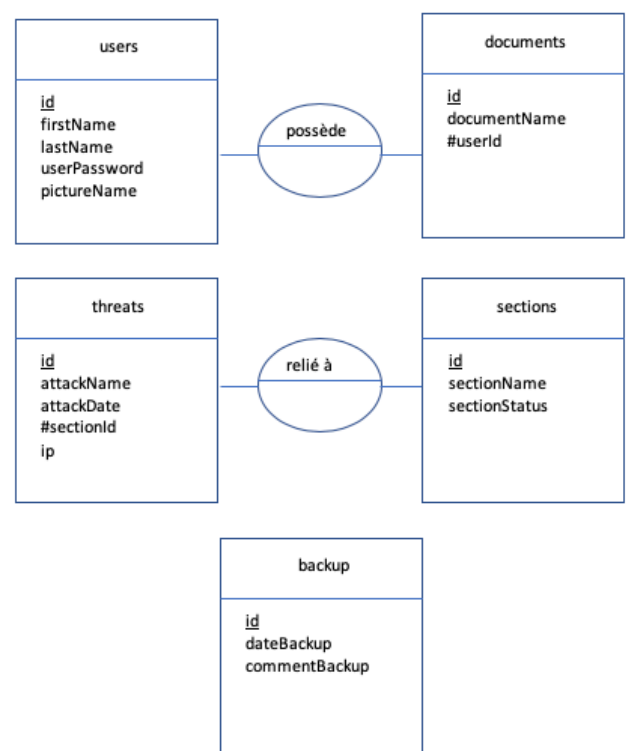 users
id
firstName
lastName
userPassword
pictureName
possède
documents
id
documentName
#userId
threats
id
attackName
attackDate
#sectionId
ip
relié à
sections
id
sectionName
sectionStatus
backup
id
dateBackup
commentBackup